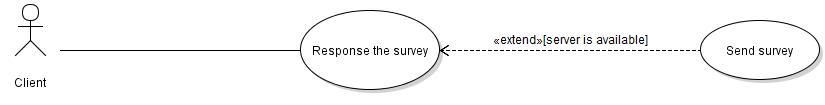 Response the survey
«extend»[server is available]
Send survey
Client